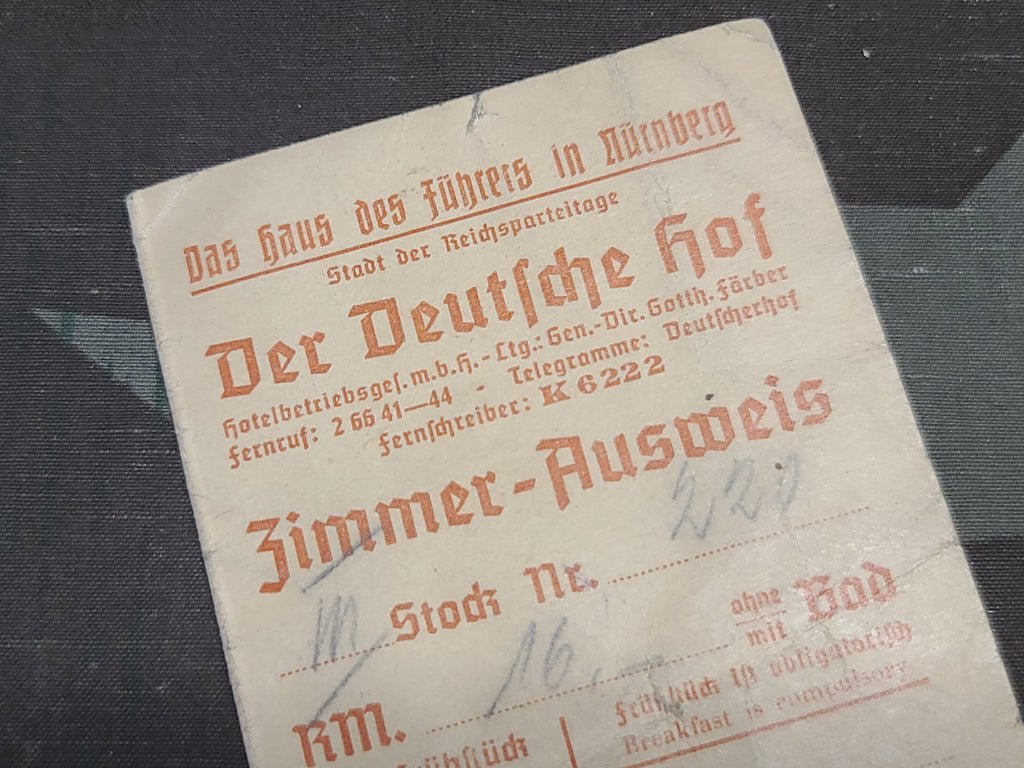 Das Haus des Führers in Nürnberg
Stadt der Reichsparteitage
Der Deutsche Hof
Hotelbetriebsges. m. b. H. - Ltg.: Gen.-Dir. Gotth. Färber
Fernruf: 2 66 41—44 - Telegramme: Deutscherhof
Fernschreiber: K 6222
Zimmer-Ausweis
III Stock Nr. 220
RM. 16,- ohne mit Bad
Frühstück ist obligatorisch
Breakfast is compulsory
Frühstück